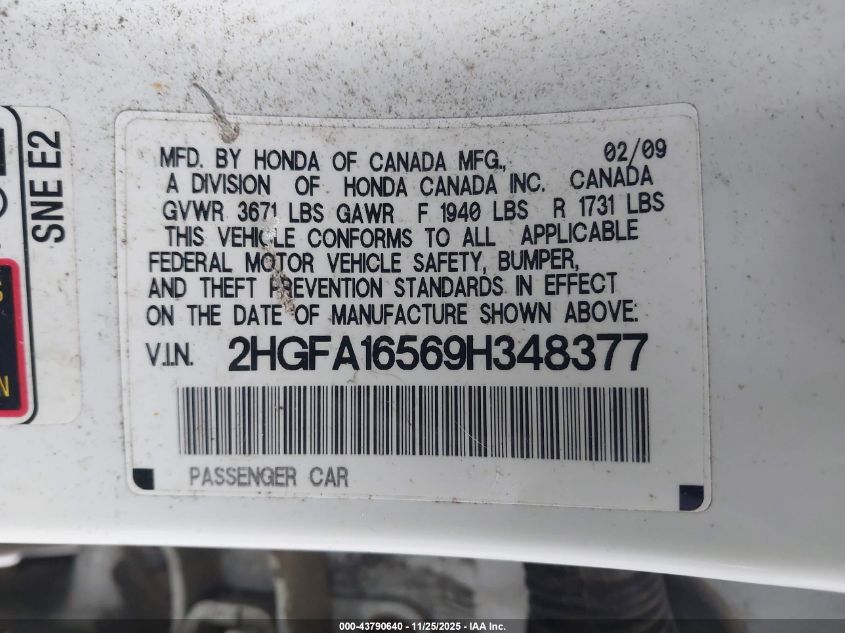 SNE E2
MFD. BY HONDA OF CANADA MFG., 02/09
A DIVISION OF HONDA CANADA INC. CANADA
GVWR 3671 LBS GAWR F 1940 LBS R 1731 LBS
THIS VEHICLE CONFORMS TO ALL APPLICABLE
FEDERAL MOTOR VEHICLE SAFETY, BUMPER,
AND THEFT PREVENTION STANDARDS IN EFFECT
ON THE DATE OF MANUFACTURE SHOWN ABOVE:
V.I.N. 2HGFA16569H348377
PASSENGER CAR
000-43790640 - 11/25/2025 - IAA Inc.